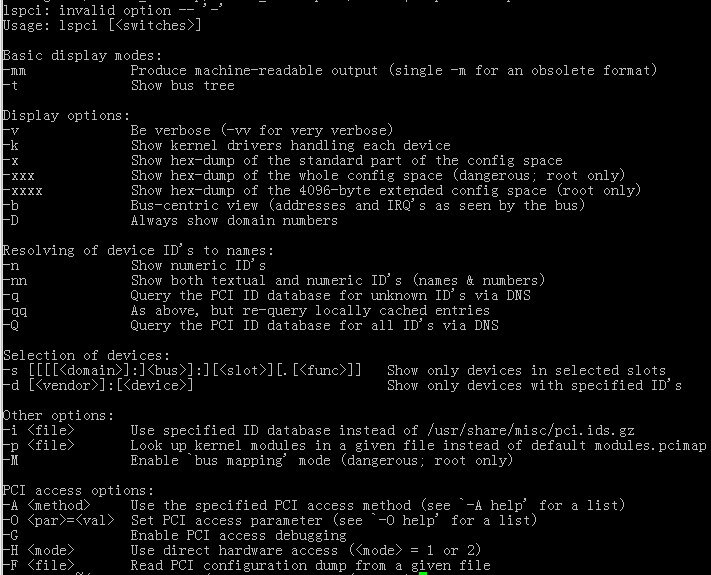 lspci: invalid option -- '-'
Usage: lspci [<switches>]
Basic display modes:
-mm Produce machine-readable output (single -m for an obsolete format)
-t Show bus tree
Display options:
-v Be verbose (-vv for very verbose)
-k Show kernel drivers handling each device
-x Show hex-dump of the standard part of the config space
-xxx Show hex-dump of the whole config space (dangerous; root only)
-xxxx Show hex-dump of the 4096-byte extended config space (root only)
-b Bus-centric view (addresses and IRQ's as seen by the bus)
-D Always show domain numbers
Resolving of device ID's to names:
-n Show numeric ID's
-nn Show both textual and numeric ID's (names & numbers)
-q Query the PCI ID database for unknown ID's via DNS
-qq As above, but re-query locally cached entries
-Q Query the PCI ID database for all ID's via DNS
Selection of devices:
-s [[[[<domain>]:]<bus>]:][<slot>][.[<func>]] Show only devices in selected slots
-d [<vendor>]:[<device>] Show only devices with specified ID's
Other options:
-i <file> Use specified ID database instead of /usr/share/misc/pci.ids.gz
-p <file> Look up kernel modules in a given file instead of default modules.pcimap
-M Enable `bus mapping' mode (dangerous; root only)
PCI access options:
-A <method> Use the specified PCI access method (see `-A help' for a list)
-O <par>=<val> Set PCI access parameter (see `-O help' for a list)
-G Enable PCI access debugging
-H <mode> Use direct hardware access (<mode> = 1 or 2)
-F <file> Read PCI configuration dump from a given file